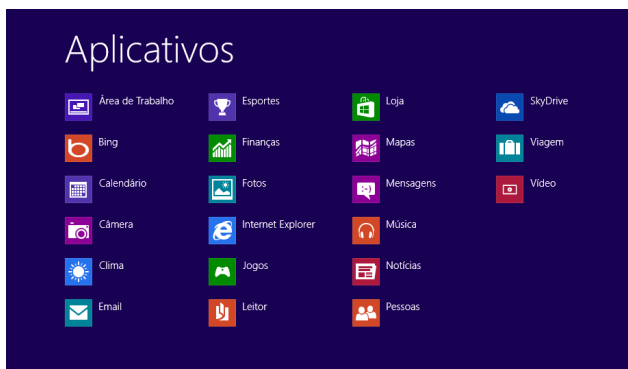 Aplicativos
Área de Trabalho
Bing
Calendário
Câmera
Clima
Email
Esportes
Finanças
Fotos
Internet Explorer
Jogos
Leitor
Loja
Mapas
Mensagens
Música
Notícias
Pessoas
SkyDrive
Viagem
Vídeo